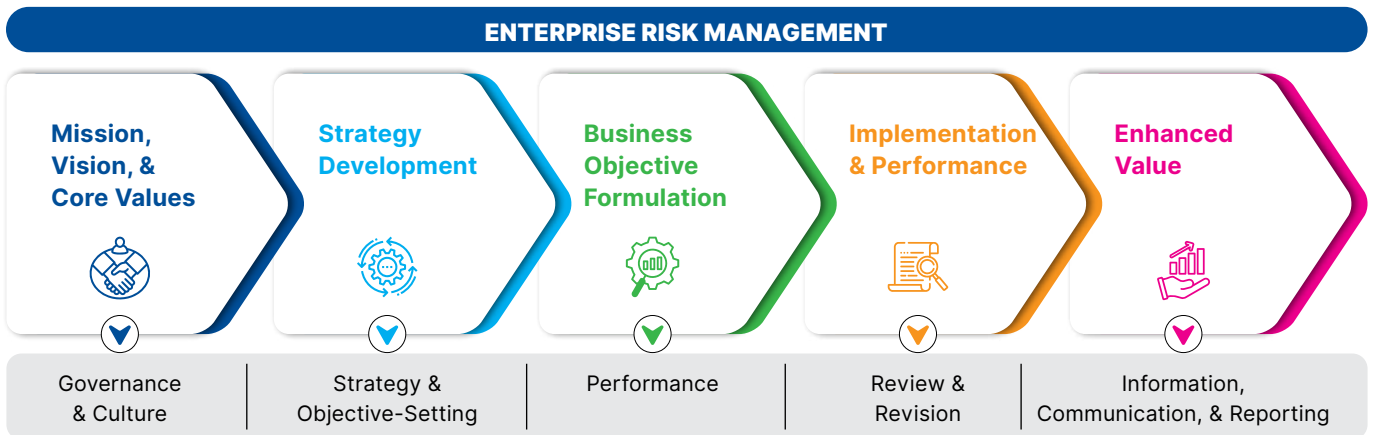 ENTERPRISE RISK MANAGEMENT
Mission,
Vision, &
Core Values
Strategy
Development
Business
Objective
Formulation
Implementation
& Performance
Enhanced
Value
Governance
& Culture
Strategy &
Objective-Setting
Performance
Review &
Revision
Information,
Communication, & Reporting